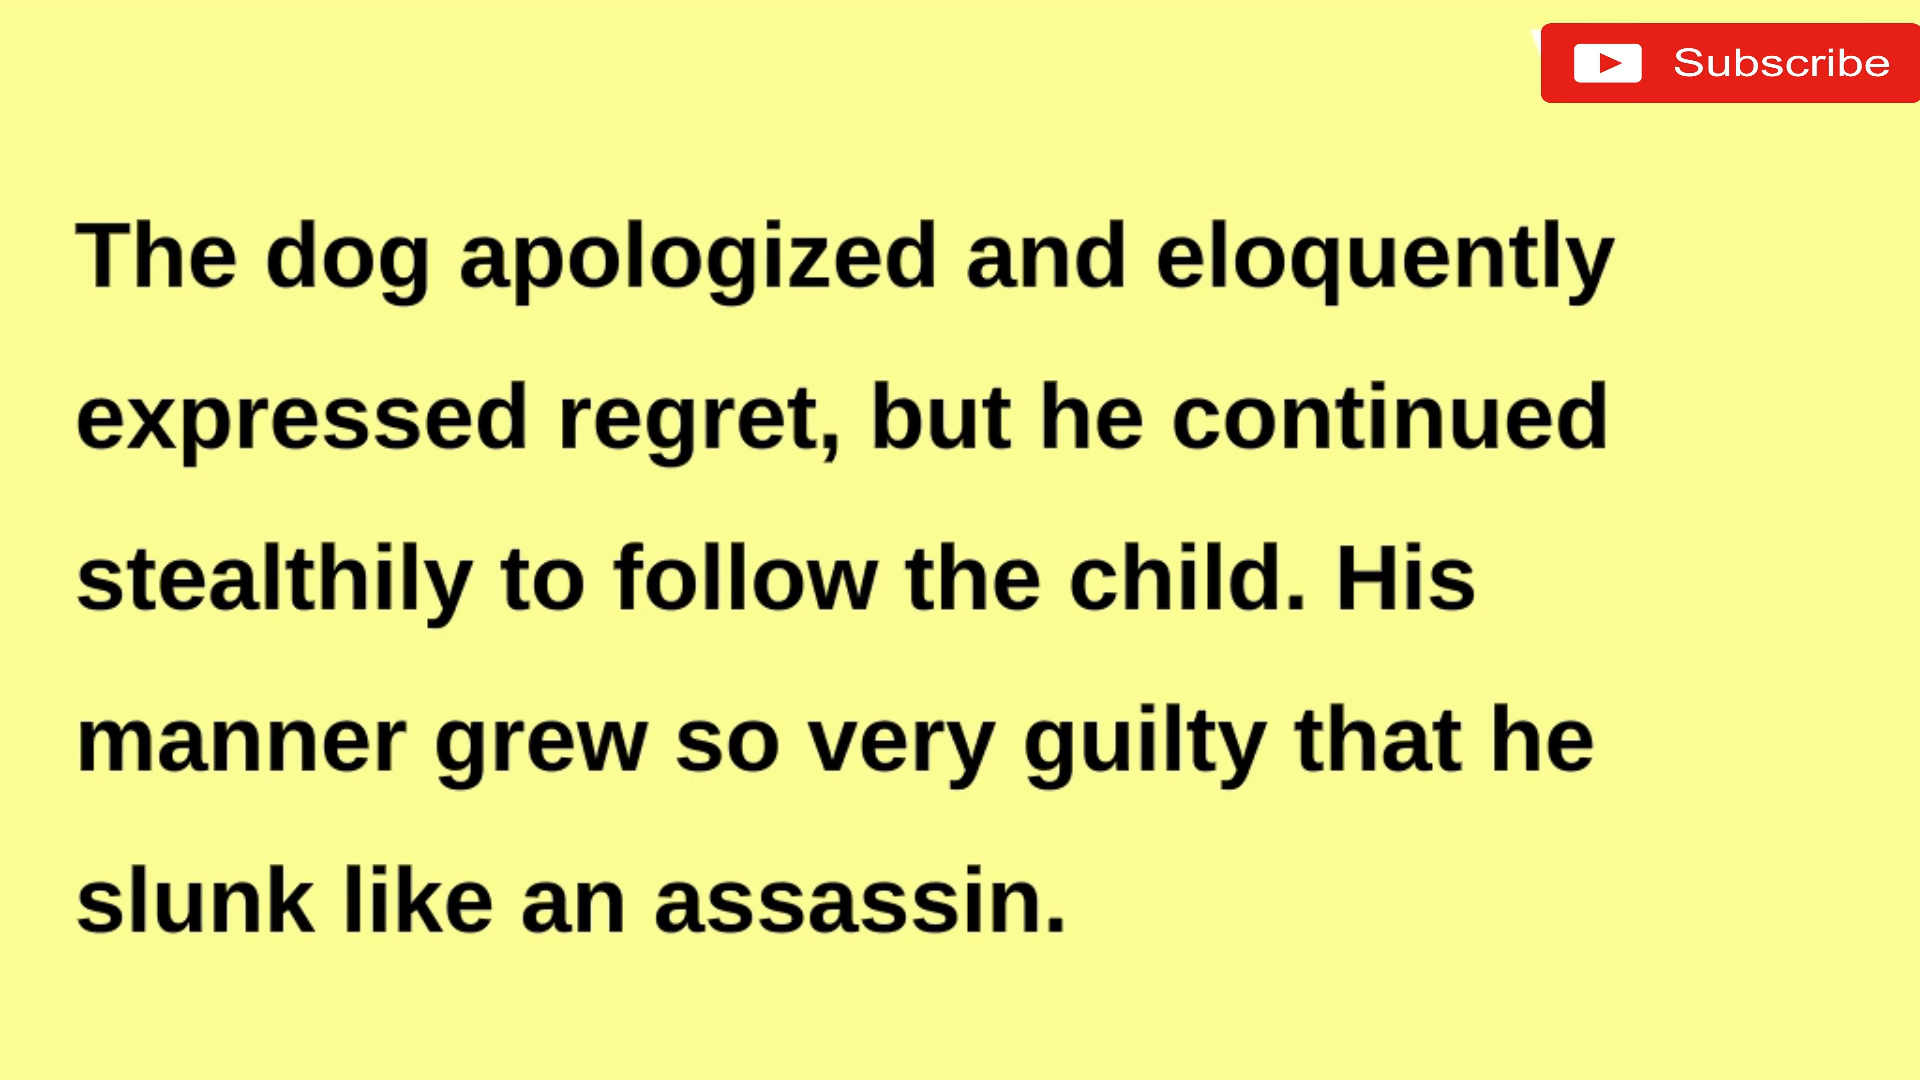 Subscribe
The dog apologized and eloquently
expressed regret, but he continued
stealthily to follow the child. His
manner grew so very guilty that he
slunk like an assassin.